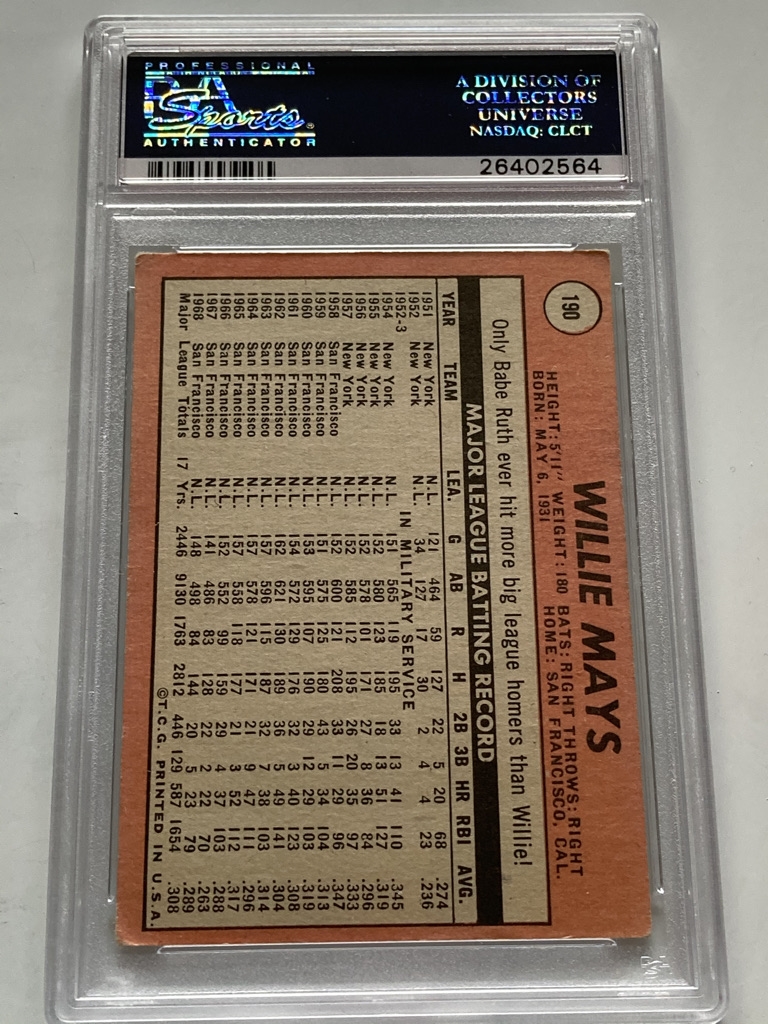 PROFESSIONAL
PSA
Sports®
AUTHENTICATOR
A DIVISION OF
COLLECTORS
UNIVERSE
NASDAQ: CLCT
26402564
190
WILLIE MAYS
HEIGHT: 5'11" WEIGHT: 180 BATS: RIGHT THROWS: RIGHT
BORN: MAY 6, 1931 HOME: SAN FRANCISCO, CAL.
Only Babe Ruth ever hit more big league homers than Willie!
MAJOR LEAGUE BATTING RECORD
YEAR TEAM LEA. G AB R H 2B 3B HR RBI AVG.
1951 New York N.L. 121 464 59 127 22 5 20 68 .274
1952 New York N.L. 34 127 17 30 2 4 4 23 .236
1952-3 IN MILITARY SERVICE
1954 New York N.L. 151 565 119 195 33 13 41 110 .345
1955 New York N.L. 152 580 123 185 18 13 51 127 .319
1956 New York N.L. 152 578 101 171 27 8 36 84 .296
1957 New York N.L. 152 585 112 195 26 20 35 97 .333
1958 San Francisco N.L. 152 600 121 208 33 11 29 96 .347
1959 San Francisco N.L. 151 575 125 180 43 5 34 104 .313
1960 San Francisco N.L. 153 595 107 190 29 12 29 103 .319
1961 San Francisco N.L. 154 572 129 176 32 3 40 123 .308
1962 San Francisco N.L. 162 621 130 189 36 5 49 141 .304
1963 San Francisco N.L. 157 596 115 187 32 7 38 103 .314
1964 San Francisco N.L. 157 578 121 171 21 9 47 111 .296
1965 San Francisco N.L. 157 558 118 177 21 3 52 112 .317
1966 San Francisco N.L. 152 552 99 159 29 4 37 103 .288
1967 San Francisco N.L. 141 486 83 128 22 2 22 70 .263
1968 San Francisco N.L. 148 498 84 144 20 5 23 79 .289
Major League Totals 17 Yrs. 2446 9130 1763 2812 446 129 587 1654 .308
©T.C.G. PRINTED IN U.S.A.